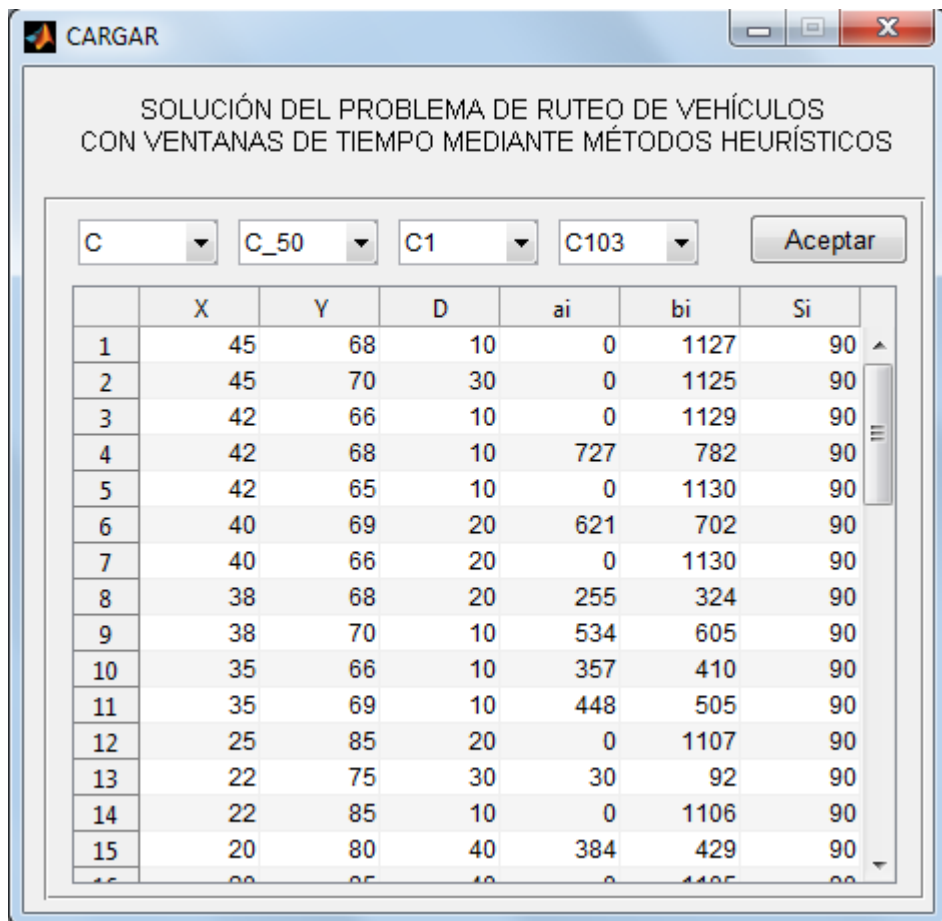 CARGAR
SOLUCIÓN DEL PROBLEMA DE RUTEO DE VEHÍCULOS
CON VENTANAS DE TIEMPO MEDIANTE MÉTODOS HEURÍSTICOS
C C_50 C1 C103 Aceptar
X Y D ai bi Si
1 45 68 10 0 1127 90
2 45 70 30 0 1125 90
3 42 66 10 0 1129 90
4 42 68 10 727 782 90
5 42 65 10 0 1130 90
6 40 69 20 621 702 90
7 40 66 20 0 1130 90
8 38 68 20 255 324 90
9 38 70 10 534 605 90
10 35 66 10 357 410 90
11 35 69 10 448 505 90
12 25 85 20 0 1107 90
13 22 75 30 30 92 90
14 22 85 10 0 1106 90
15 20 80 40 384 429 90